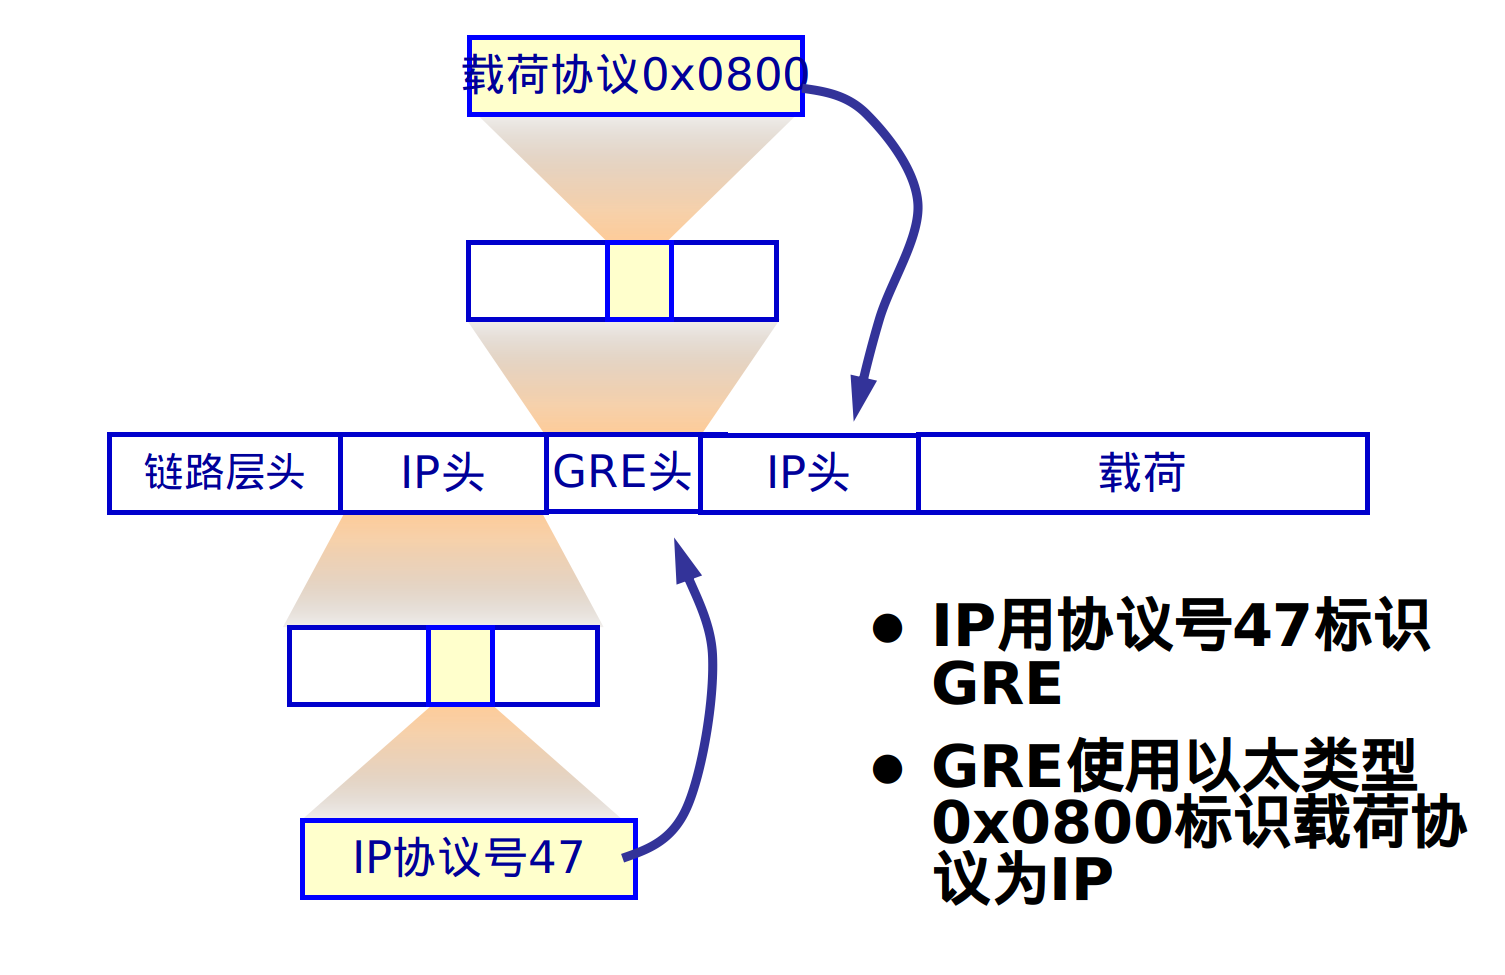 载荷协议0x0800
链路层头 IP头 GRE头 IP头 载荷
IP协议号47
● IP用协议号47标识
GRE
● GRE使用以太类型
0x0800标识载荷协
议为IP